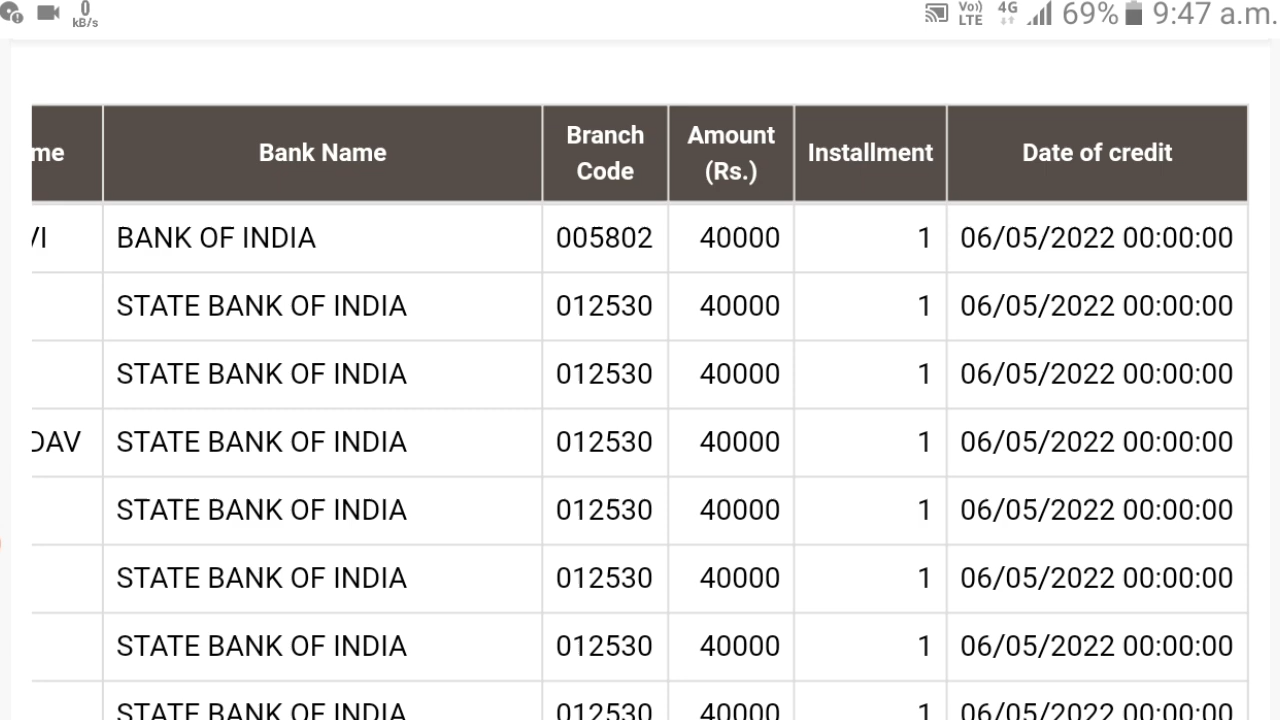 0 kB/s Vo)) LTE 4G 69% 9:47 a.m.
me Bank Name Branch Code Amount (Rs.) Installment Date of credit
VI BANK OF INDIA 005802 40000 1 06/05/2022 00:00:00
STATE BANK OF INDIA 012530 40000 1 06/05/2022 00:00:00
STATE BANK OF INDIA 012530 40000 1 06/05/2022 00:00:00
DAV STATE BANK OF INDIA 012530 40000 1 06/05/2022 00:00:00
STATE BANK OF INDIA 012530 40000 1 06/05/2022 00:00:00
STATE BANK OF INDIA 012530 40000 1 06/05/2022 00:00:00
STATE BANK OF INDIA 012530 40000 1 06/05/2022 00:00:00
STATE BANK OF INDIA 012530 40000 1 06/05/2022 00:00:00